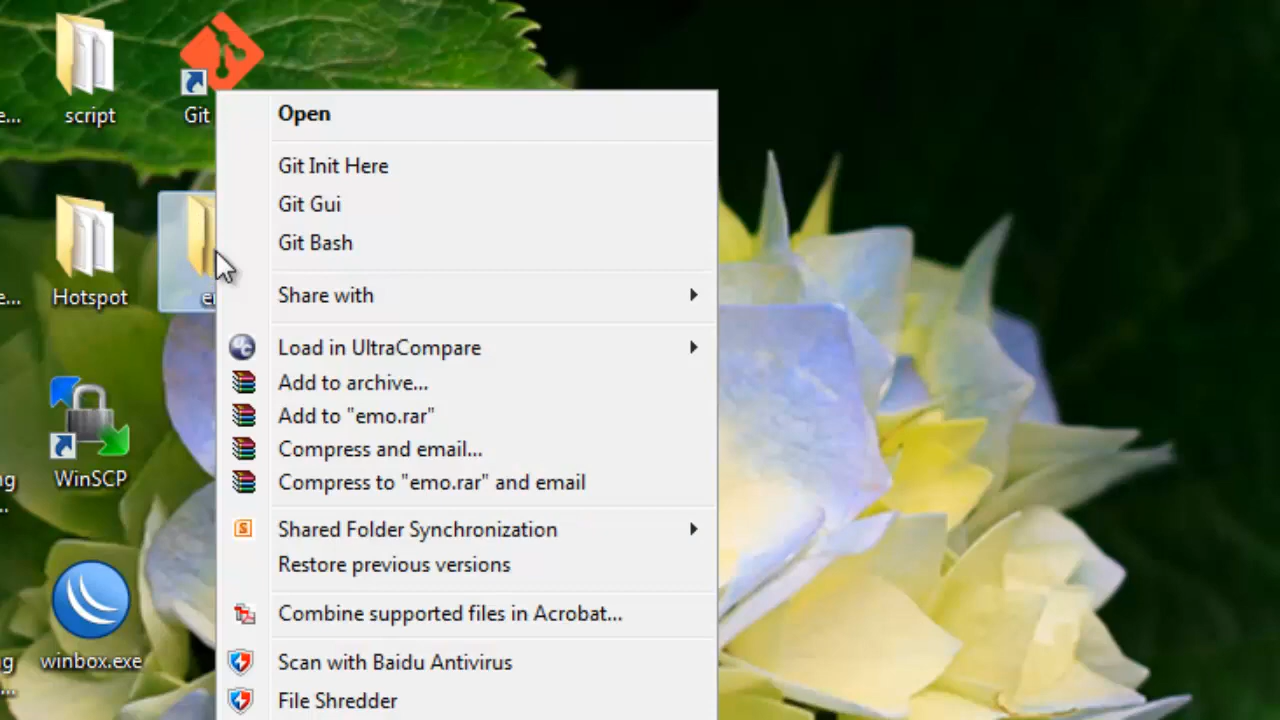 e...
script
Git
e...
Hotspot
e
WinSCP
ng
...
winbox.exe
ng
...
Open
Git Init Here
Git Gui
Git Bash
Share with
Load in UltraCompare
Add to archive...
Add to "emo.rar"
Compress and email...
Compress to "emo.rar" and email
Shared Folder Synchronization
Restore previous versions
Combine supported files in Acrobat...
Scan with Baidu Antivirus
File Shredder